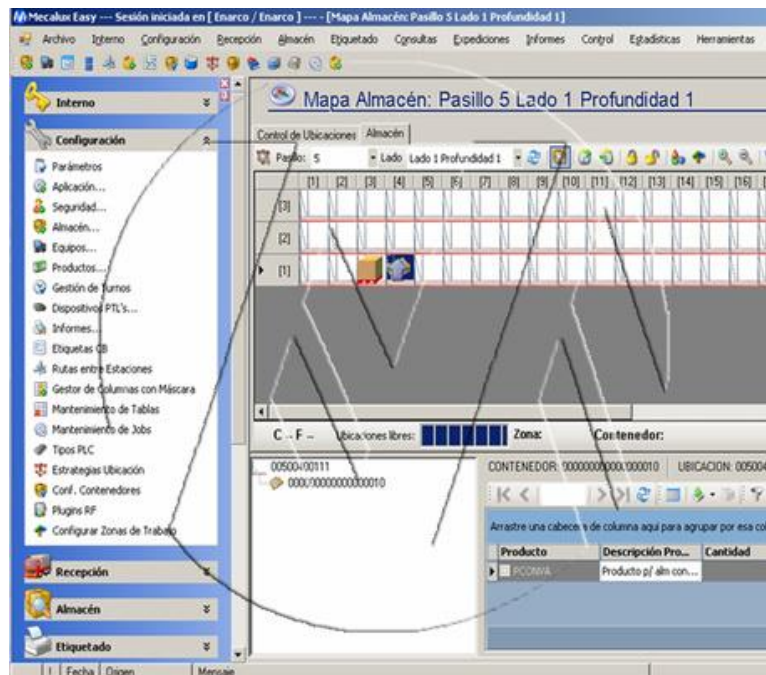 Mecalux Easy --- Sesión iniciada en [ Enarco / Enarco ] --- - [Mapa Almacén: Pasillo 5 Lado 1 Profundidad 1]
Archivo Interno Configuración Recepción Almacén Etiquetado Consultas Expediciones Informes Control Estadísticas Herramientas
Interno
Configuración
Parámetros
Aplicación...
Seguridad...
Almacén...
Equipos...
Productos...
Gestión de Turnos
Dispositivos PTL's...
Informes...
Etiquetas CB
Rutas entre Estaciones
Gestor de Columnas con Máscara
Mantenimiento de Tablas
Mantenimiento de Jobs
Tipos PLC
Estrategias Ubicación
Conf. Contenedores
Plugins RF
Configurar Zonas de Trabajo
Recepción
Almacén
Etiquetado
Mapa Almacén: Pasillo 5 Lado 1 Profundidad 1
Control de Ubicaciones Almacén
Pasillo: 5 Lado Lado 1 Profundidad 1
[1] [2] [3] [4] [5] [6] [7] [8] [9] [10] [11] [12] [13] [14] [15] [16]
[3]
[2]
[1]
C - F - Ubicaciones libres: Zona: Contenedor:
00500400111
CONTENEDOR: UBICACION: 005004
Arrastre una cabecera de columna aquí para agrupar por esa col
Producto Descripción Pro... Cantidad
PCONVA Producto p/ alm con...
! Fecha Origen Mensaje